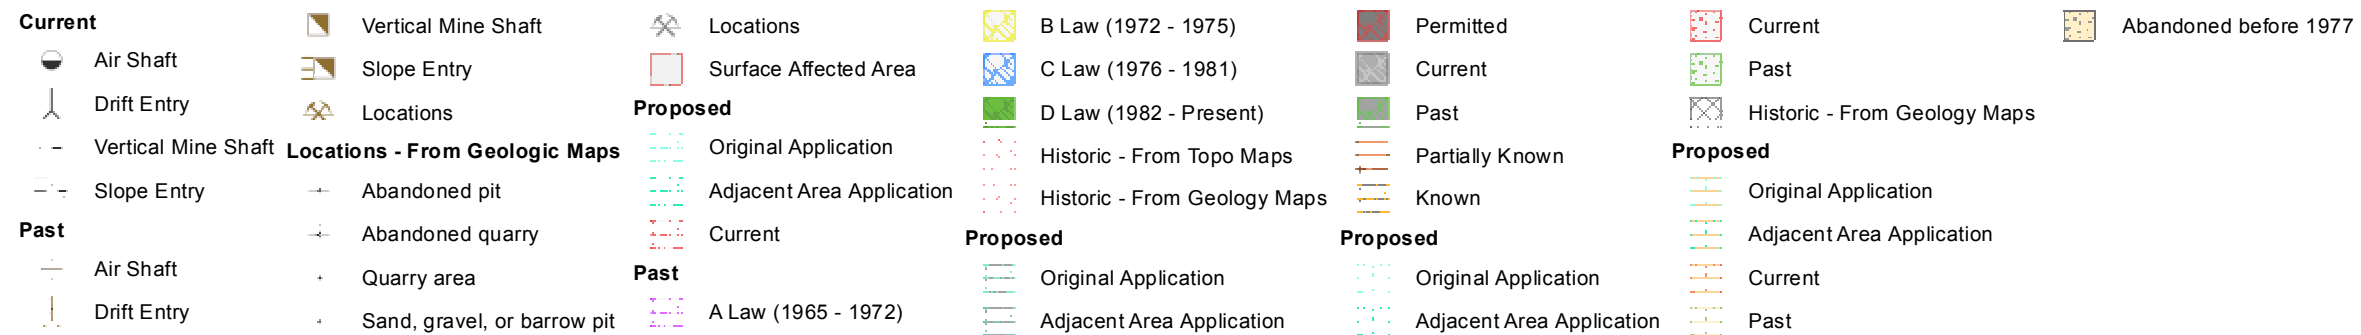 Current
Air Shaft
Drift Entry
Vertical Mine Shaft
Slope Entry
Past
Air Shaft
Drift Entry
Vertical Mine Shaft
Slope Entry
Locations
Locations - From Geologic Maps
Abandoned pit
Abandoned quarry
Quarry area
Sand, gravel, or barrow pit
Locations
Surface Affected Area
Proposed
Original Application
Adjacent Area Application
Current
Past
A Law (1965 - 1972)
B Law (1972 - 1975)
C Law (1976 - 1981)
D Law (1982 - Present)
Historic - From Topo Maps
Historic - From Geology Maps
Proposed
Original Application
Adjacent Area Application
Permitted
Current
Past
Partially Known
Known
Proposed
Original Application
Adjacent Area Application
Current
Past
Historic - From Geology Maps
Proposed
Original Application
Adjacent Area Application
Current
Past
Abandoned before 1977